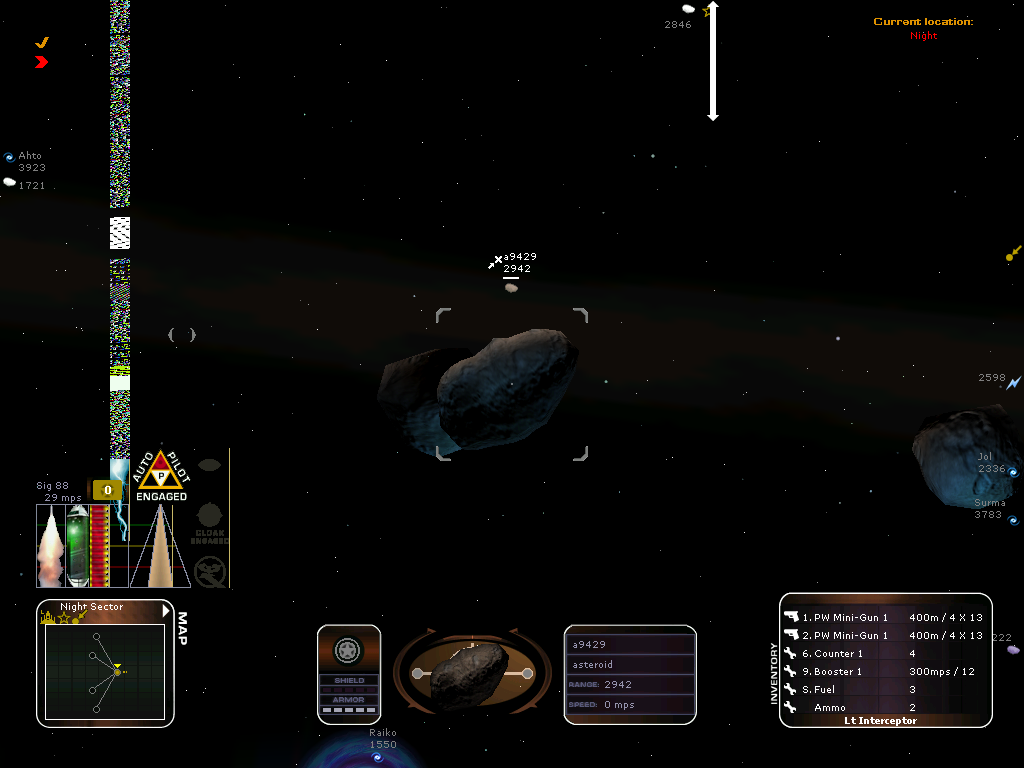 2846
Current location:
Night
Ahto
3923
1721
a9429
2942
2598
Jol
2336
Surma
3783
AUTO PILOT
P
ENGAGED
Sig 88
29 mps
0
CLOAK
ENGAGED
Night Sector
MAP
SHIELD
ARMOR
a9429
asteroid
RANGE: 2942
SPEED: 0 mps
INVENTORY
1. PW Mini-Gun 1 400m / 4 X 13
2. PW Mini-Gun 1 400m / 4 X 13
6. Counter 1 4
9. Booster 1 300mps / 12
S. Fuel 3
Ammo 2
Lt Interceptor
222
Raiko
1550